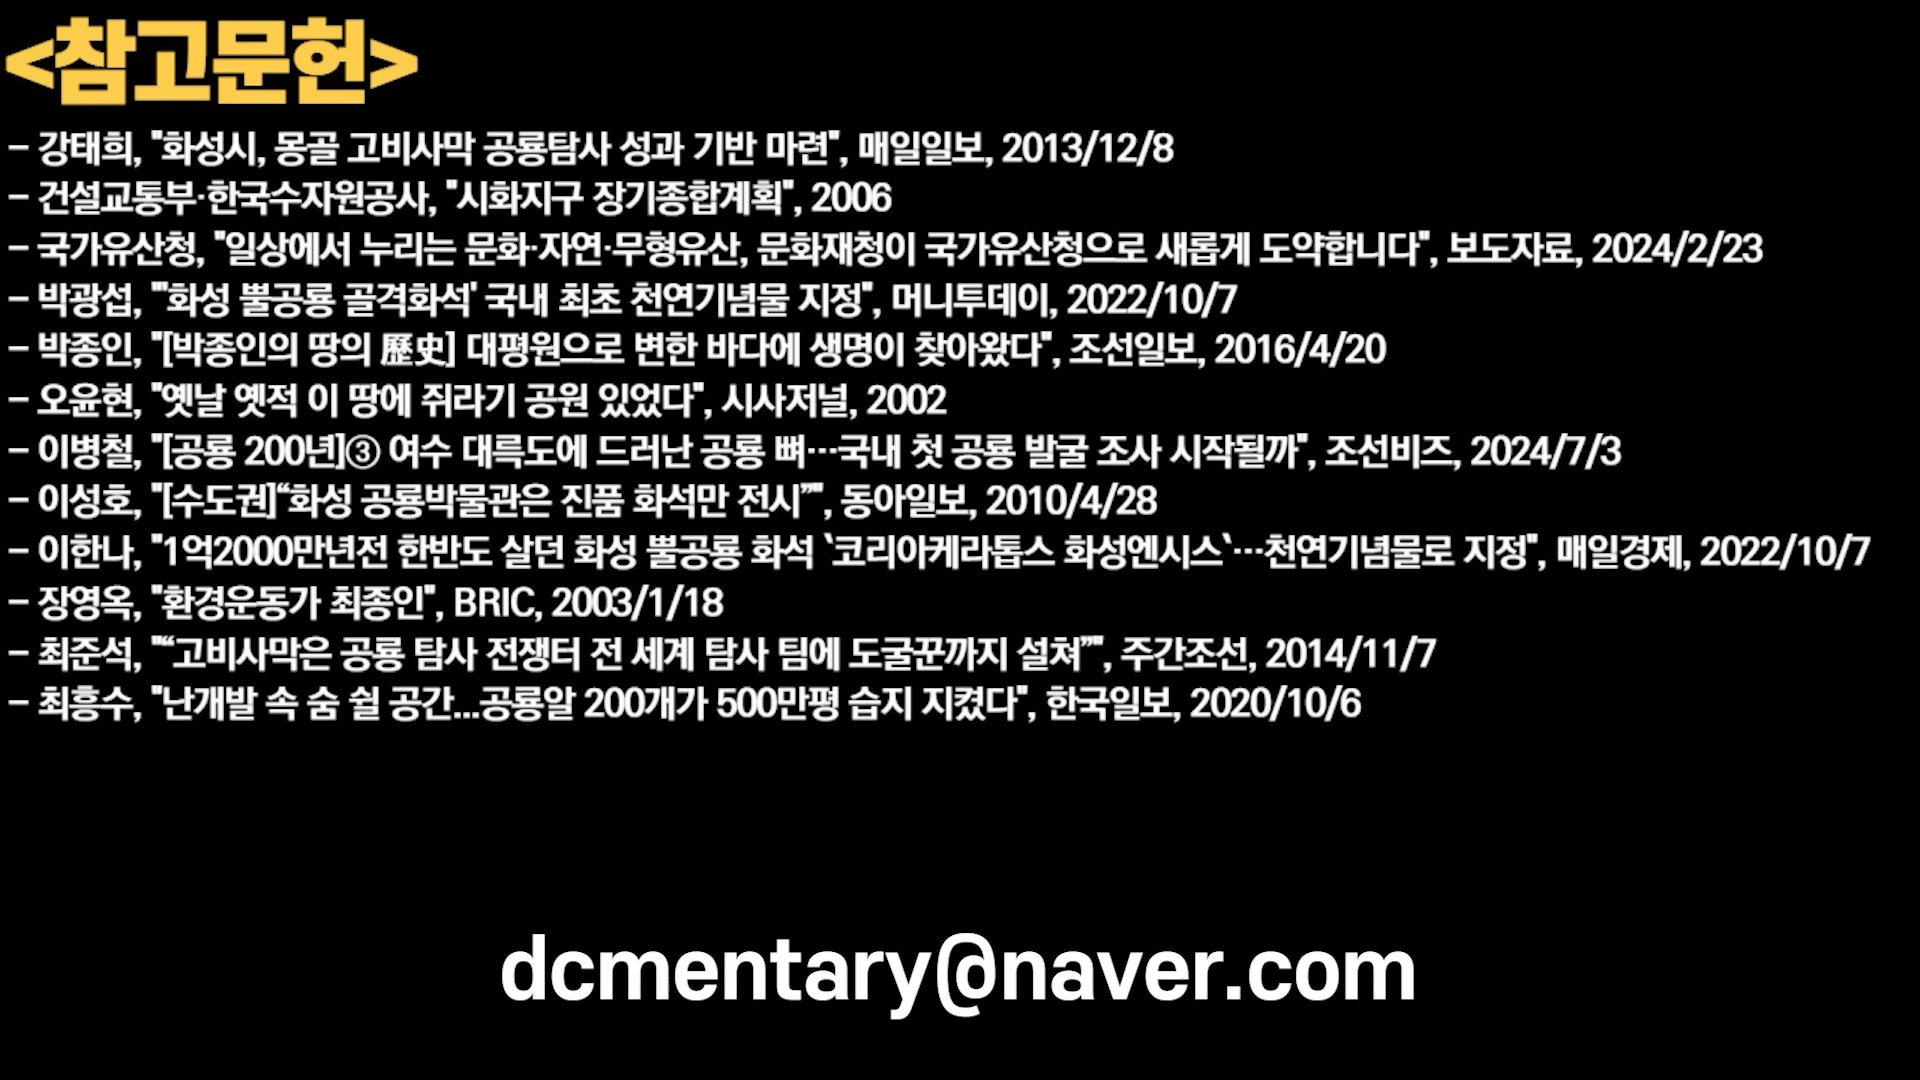 <참고문헌>
- 강태희, "화성시, 몽골 고비사막 공룡탐사 성과 기반 마련", 매일일보, 2013/12/8
- 건설교통부·한국수자원공사, "시화지구 장기종합계획", 2006
- 국가유산청, "일상에서 누리는 문화·자연·무형유산, 문화재청이 국가유산청으로 새롭게 도약합니다", 보도자료, 2024/2/23
- 박광섭, "'화성 뿔공룡 골격화석' 국내 최초 천연기념물 지정", 머니투데이, 2022/10/7
- 박종인, "[박종인의 땅의 歷史] 대평원으로 변한 바다에 생명이 찾아왔다", 조선일보, 2016/4/20
- 오윤현, "옛날 옛적 이 땅에 쥐라기 공원 있었다", 시사저널, 2002
- 이병철, "[공룡 200년]③ 여수 대륵도에 드러난 공룡 뼈…국내 첫 공룡 발굴 조사 시작될까", 조선비즈, 2024/7/3
- 이성호, "[수도권]“화성 공룡박물관은 진품 화석만 전시”", 동아일보, 2010/4/28
- 이한나, "1억2000만년전 한반도 살던 화성 뿔공룡 화석 `코리아케라톱스 화성엔시스`…천연기념물로 지정", 매일경제, 2022/10/7
- 장영옥, "환경운동가 최종인", BRIC, 2003/1/18
- 최준석, "“고비사막은 공룡 탐사 전쟁터 전 세계 탐사 팀에 도굴꾼까지 설쳐”", 주간조선, 2014/11/7
- 최흥수, "난개발 속 숨 쉴 공간...공룡알 200개가 500만평 습지 지켰다", 한국일보, 2020/10/6
dcmentary@naver.com